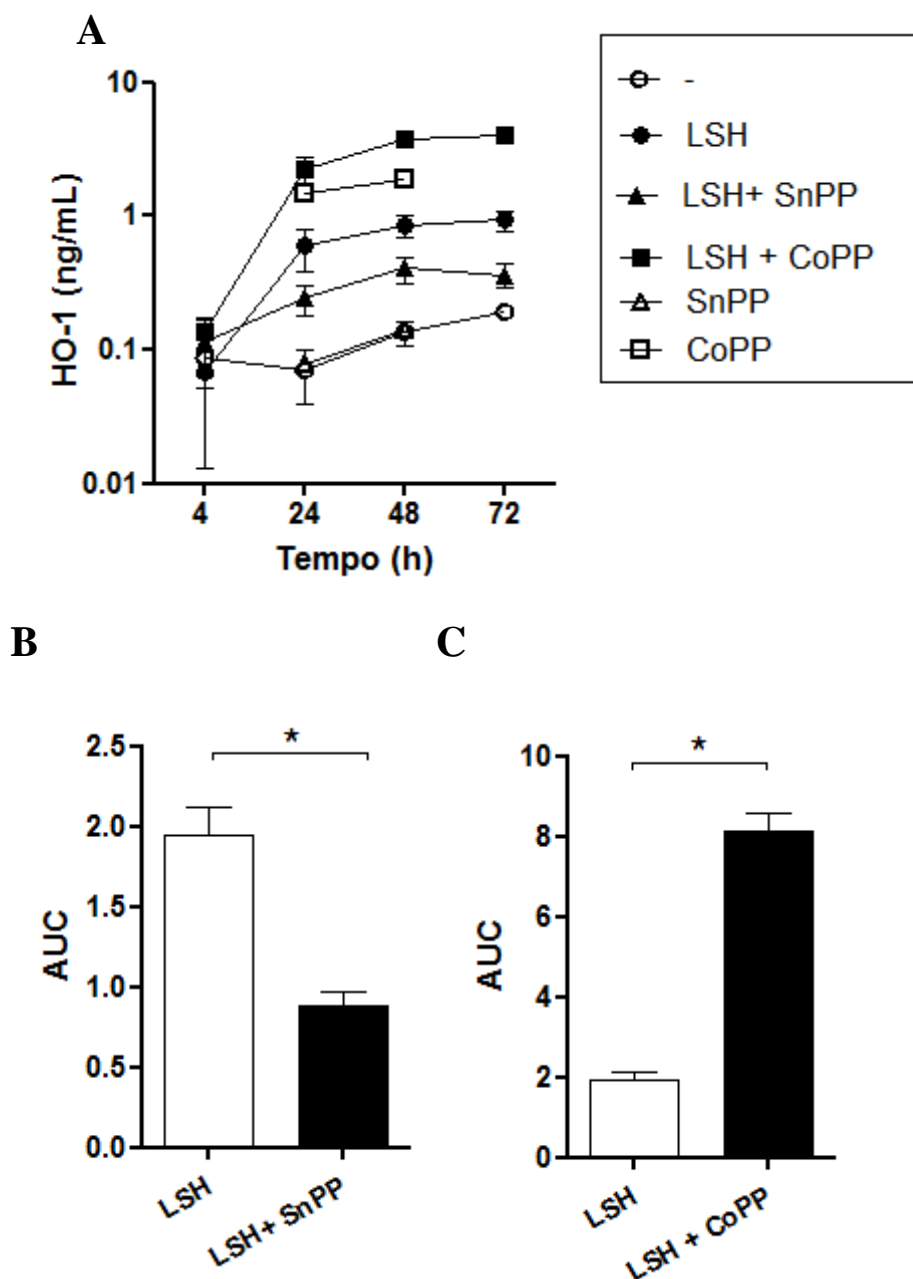 A
HO-1 (ng/mL)
10
1
0.1
0.01
4 24 48 72
Tempo (h)
-
LSH
LSH+ SnPP
LSH + CoPP
SnPP
CoPP
B
AUC
2.5
2.0
1.5
1.0
0.5
0.0
*
LSH
LSH+ SnPP
C
AUC
10
8
6
4
2
0
*
LSH
LSH + CoPP